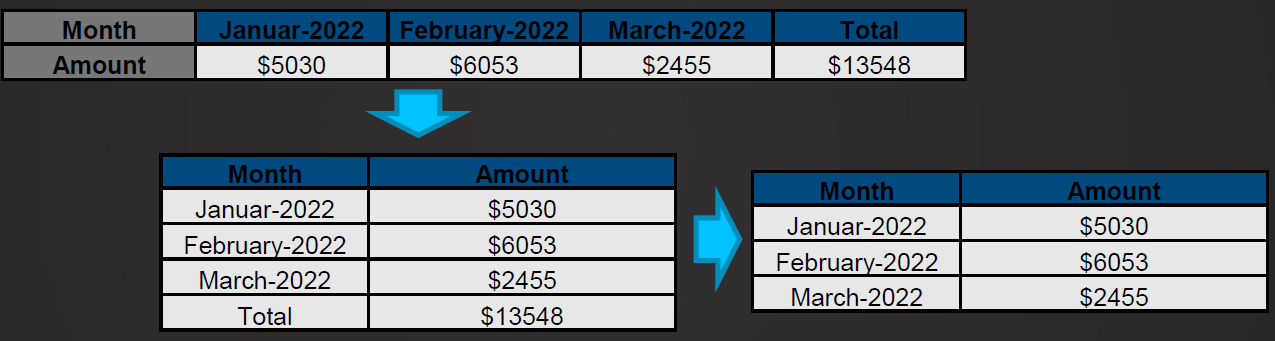 Month Januar-2022 February-2022 March-2022 Total
Amount $5030 $6053 $2455 $13548
Month Amount
Januar-2022 $5030
February-2022 $6053
March-2022 $2455
Total $13548
Month Amount
Januar-2022 $5030
February-2022 $6053
March-2022 $2455